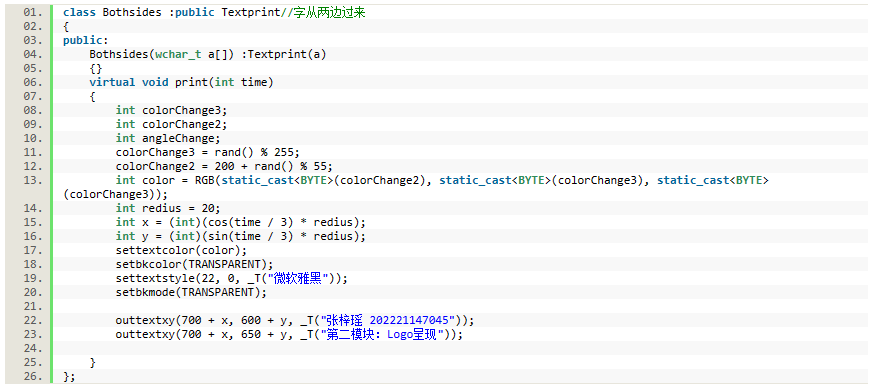 01. class Bothsides :public Textprint//字从两边过来
02. {
03. public:
04.     Bothsides(wchar_t a[]) :Textprint(a)
05.     {}
06.     virtual void print(int time)
07.     {
08.         int colorChange3;
09.         int colorChange2;
10.         int angleChange;
11.         colorChange3 = rand() % 255;
12.         colorChange2 = 200 + rand() % 55;
13.         int color = RGB(static_cast<BYTE>(colorChange2), static_cast<BYTE>(colorChange3), static_cast<BYTE>
(colorChange3));
14.         int redius = 20;
15.         int x = (int)(cos(time / 3) * redius);
16.         int y = (int)(sin(time / 3) * redius);
17.         settextcolor(color);
18.         setbkcolor(TRANSPARENT);
19.         settextstyle(22, 0, _T("微软雅黑"));
20.         setbkmode(TRANSPARENT);
21.
22.         outtextxy(700 + x, 600 + y, _T("张梓瑶 202221147045"));
23.         outtextxy(700 + x, 650 + y, _T("第二模块: Logo呈现"));
24.
25.     }
26. };